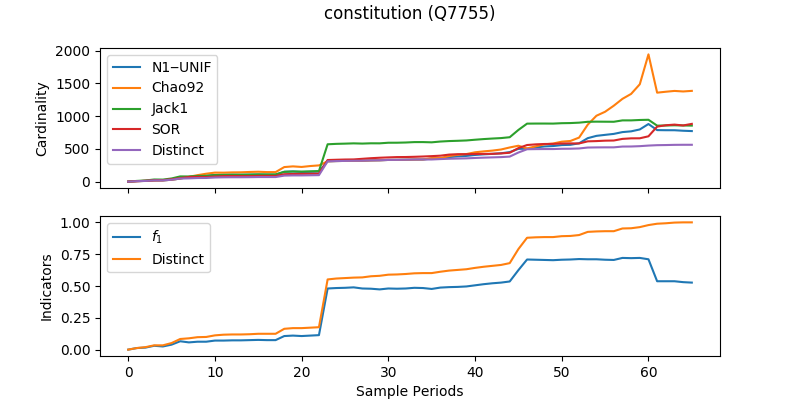 constitution (Q7755)
Cardinality
2000
1500
1000
500
0
N1−UNIF
Chao92
Jack1
SOR
Distinct
Indicators
1.00
0.75
0.50
0.25
0.00
f₁
Distinct
0 10 20 30 40 50 60
Sample Periods